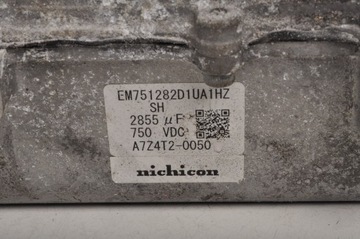 EM751282D1UA1HZ
SH
2855 μF
750 VDC
A7Z4T2-0050
nichicon